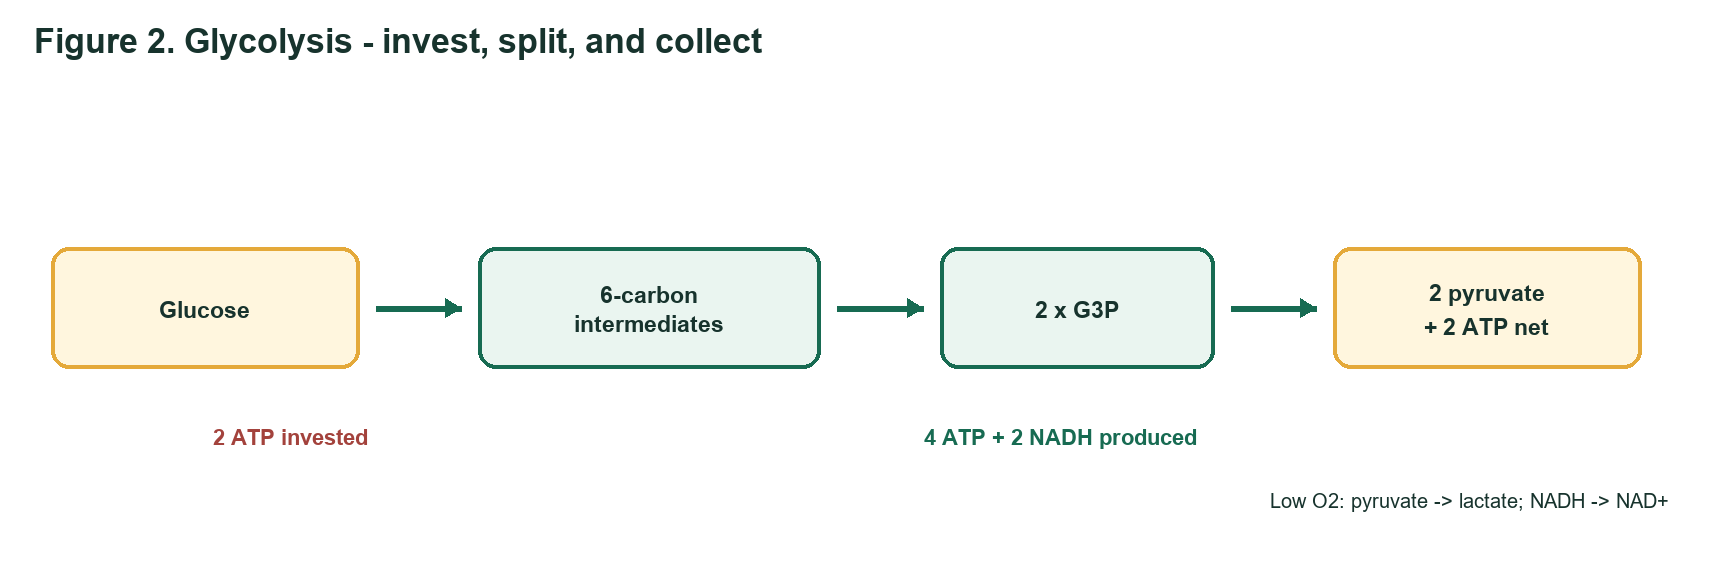 Figure 2. Glycolysis - invest, split, and collect
Glucose
6-carbon
intermediates
2 x G3P
2 pyruvate
+ 2 ATP net
2 ATP invested
4 ATP + 2 NADH produced
Low O2: pyruvate -> lactate; NADH -> NAD+